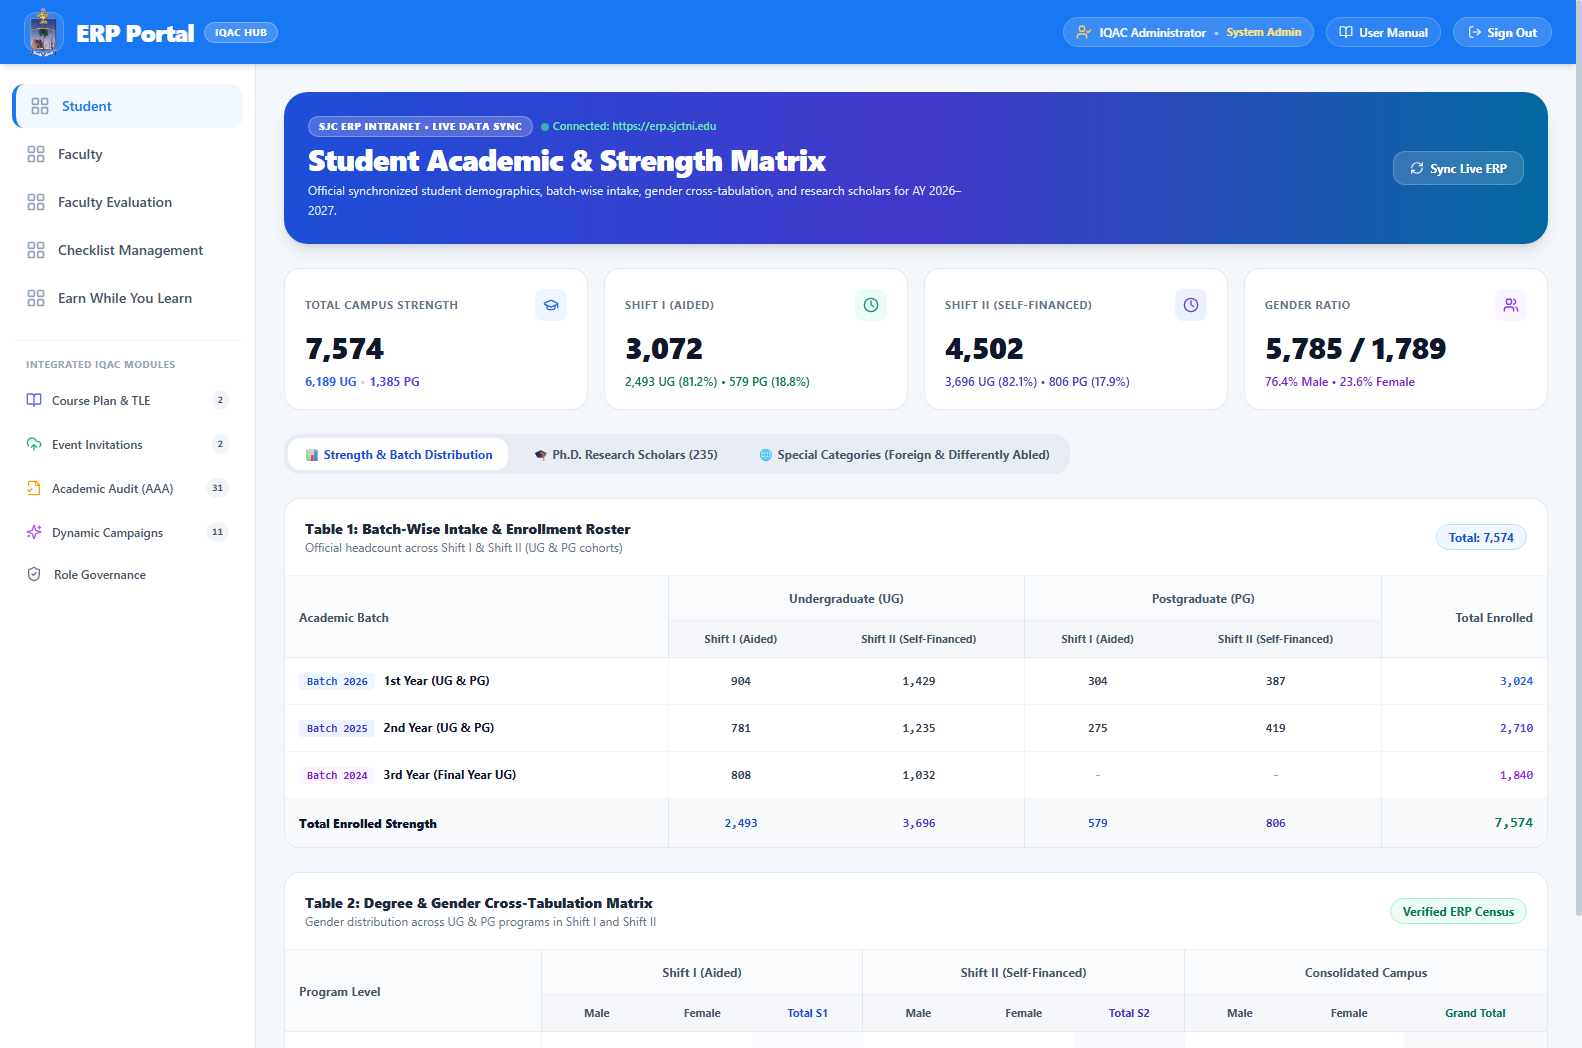 ERP Portal
IQAC HUB
IQAC Administrator • System Admin
User Manual
Sign Out
Student
Faculty
Faculty Evaluation
Checklist Management
Earn While You Learn
INTEGRATED IQAC MODULES
Course Plan & TLE 2
Event Invitations 2
Academic Audit (AAA) 31
Dynamic Campaigns 11
Role Governance
SJC ERP INTRANET • LIVE DATA SYNC
Connected: https://erp.sjctni.edu
Student Academic & Strength Matrix
Official synchronized student demographics, batch-wise intake, gender cross-tabulation, and research scholars for AY 2026–
2027.
Sync Live ERP
TOTAL CAMPUS STRENGTH
7,574
6,189 UG • 1,385 PG
SHIFT I (AIDED)
3,072
2,493 UG (81.2%) • 579 PG (18.8%)
SHIFT II (SELF-FINANCED)
4,502
3,696 UG (82.1%) • 806 PG (17.9%)
GENDER RATIO
5,785 / 1,789
76.4% Male • 23.6% Female
Strength & Batch Distribution
Ph.D. Research Scholars (235)
Special Categories (Foreign & Differently Abled)
Table 1: Batch-Wise Intake & Enrollment Roster
Official headcount across Shift I & Shift II (UG & PG cohorts)
Total: 7,574
Academic Batch
Undergraduate (UG)
Postgraduate (PG)
Total Enrolled
Shift I (Aided) Shift II (Self-Financed) Shift I (Aided) Shift II (Self-Financed)
Batch 2026 1st Year (UG & PG) 904 1,429 304 387 3,024
Batch 2025 2nd Year (UG & PG) 781 1,235 275 419 2,710
Batch 2024 3rd Year (Final Year UG) 808 1,032 - - 1,840
Total Enrolled Strength 2,493 3,696 579 806 7,574
Table 2: Degree & Gender Cross-Tabulation Matrix
Gender distribution across UG & PG programs in Shift I and Shift II
Verified ERP Census
Program Level
Shift I (Aided) Shift II (Self-Financed) Consolidated Campus
Male Female Total S1 Male Female Total S2 Male Female Grand Total